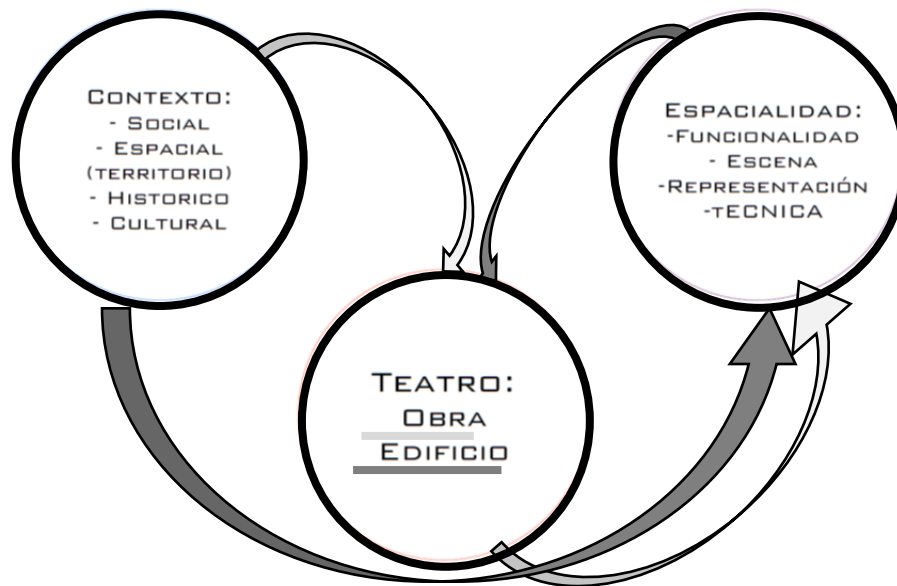 CONTEXTO:
- SOCIAL
- ESPACIAL
(TERRITORIO)
- HISTORICO
- CULTURAL
ESPACIALIDAD:
-FUNCIONALIDAD
- ESCENA
-REPRESENTACIÓN
-tECNICA
TEATRO:
OBRA
EDIFICIO